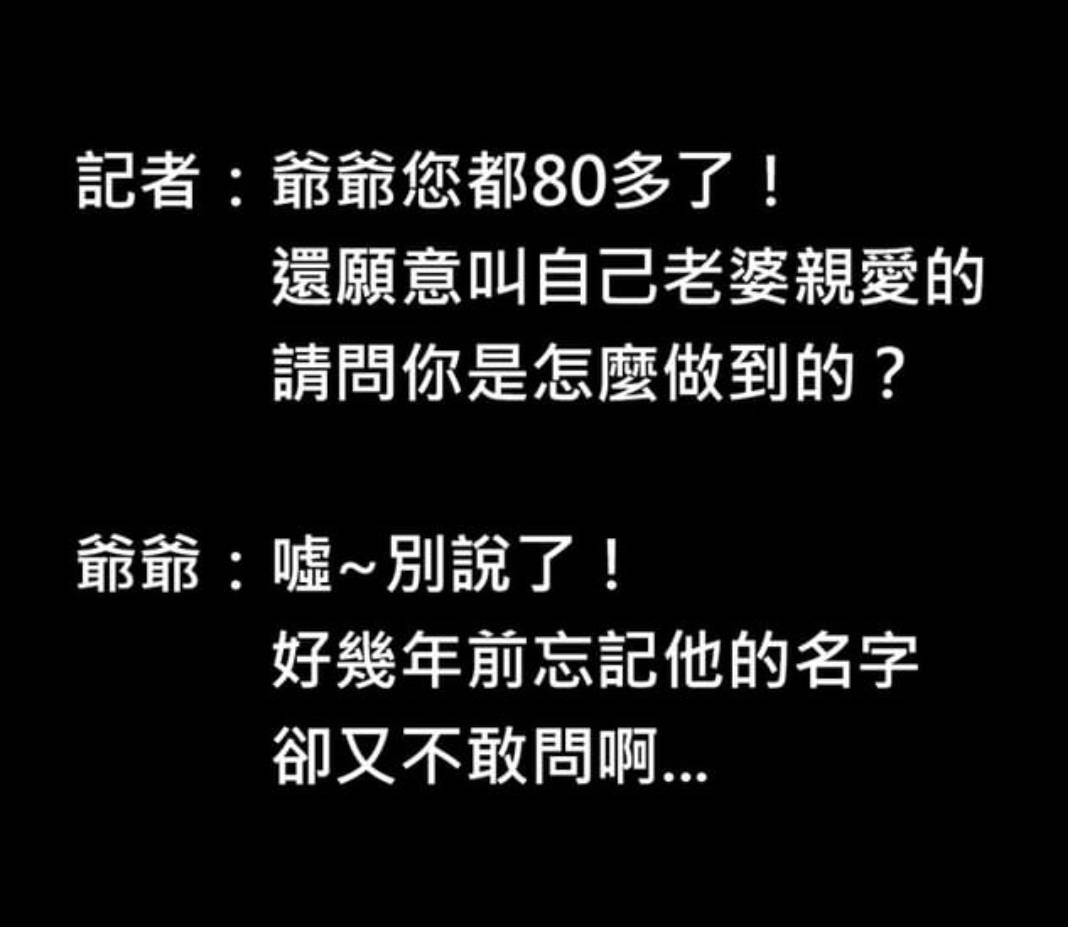 記者：爺爺您都80多了！
還願意叫自己老婆親愛的
請問你是怎麼做到的？
爺爺：噓~別說了！
好幾年前忘記他的名字
卻又不敢問啊...